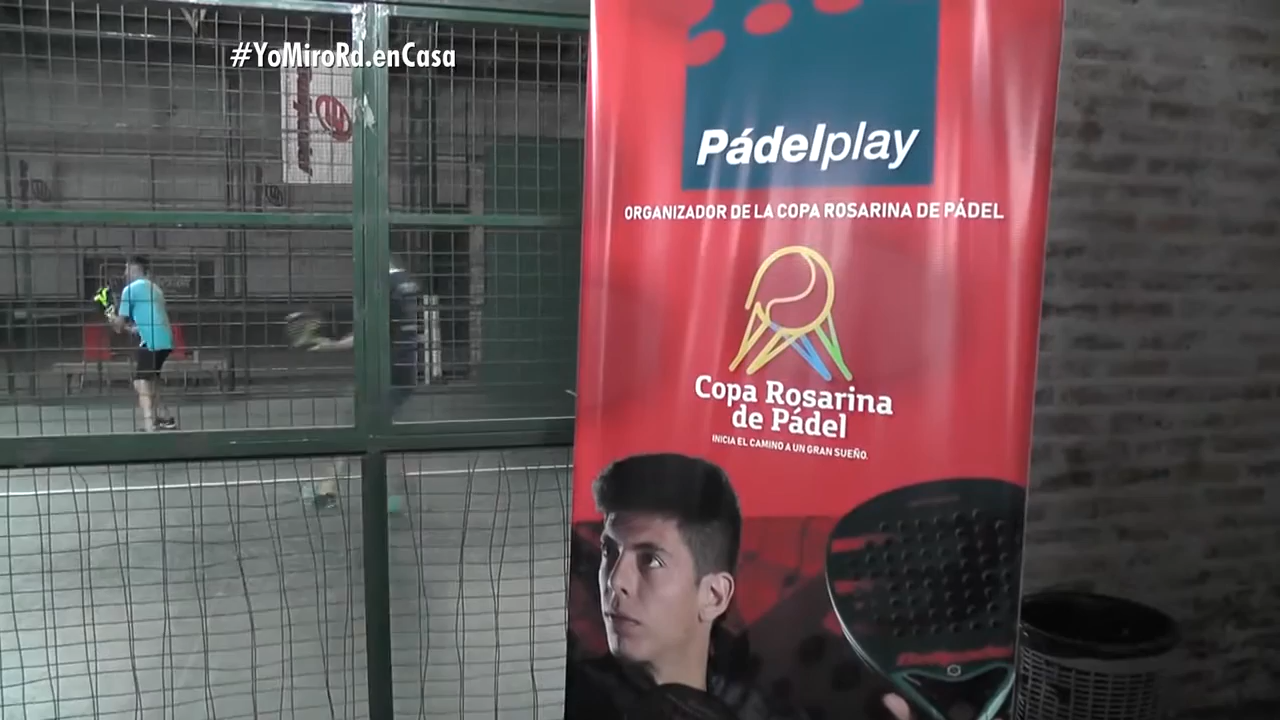 #YoMiroRd.enCasa
Pádelplay
ORGANIZADOR DE LA COPA ROSARINA DE PÁDEL
Copa Rosarina
de Pádel
INICIA EL CAMINO A UN GRAN SUEÑO.